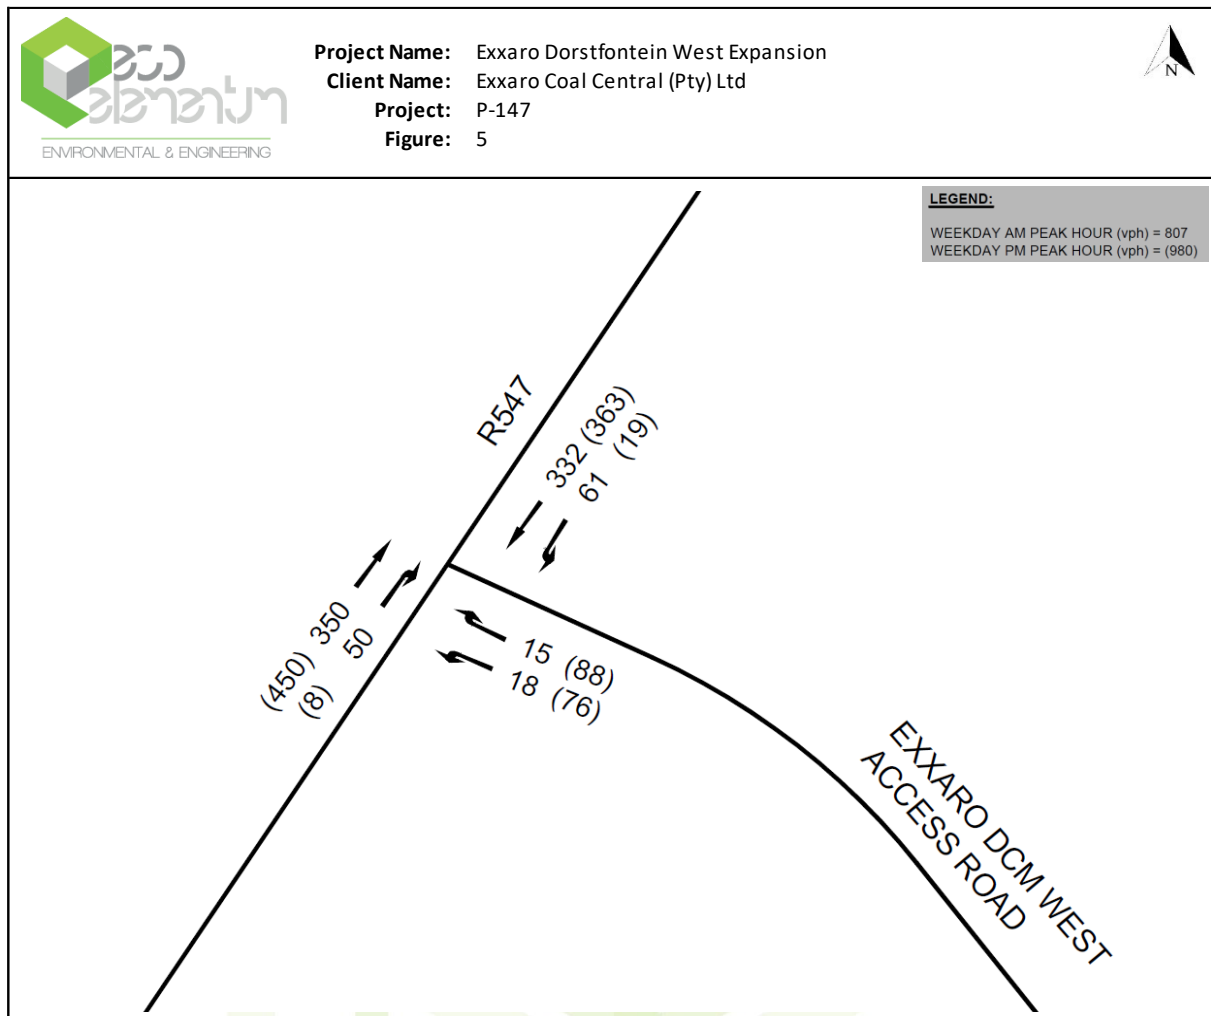 eco
elementum
ENVIRONMENTAL & ENGINEERING
Project Name: Exxaro Dorstfontein West Expansion
Client Name: Exxaro Coal Central (Pty) Ltd
Project: P-147
Figure: 5
N
LEGEND:
WEEKDAY AM PEAK HOUR (vph) = 807
WEEKDAY PM PEAK HOUR (vph) = (980)
R547
332 (363)
61 (19)
(450) 350
(8) 50
15 (88)
18 (76)
EXXARO DCM WEST
ACCESS ROAD